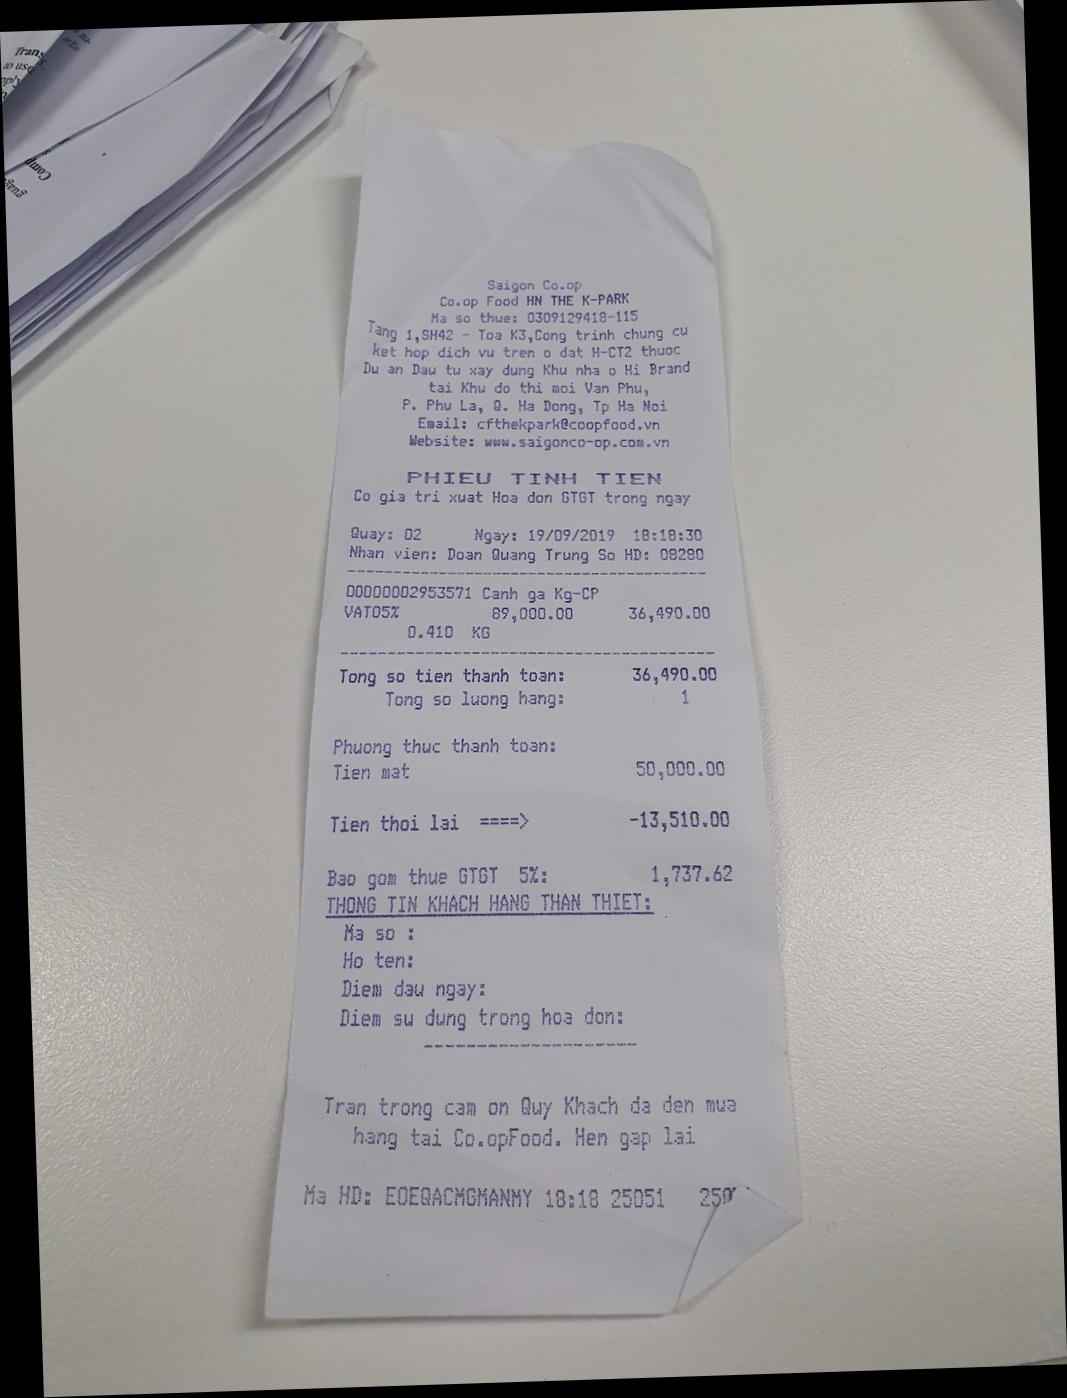 Trans
to use
Comp
Saigon Co.op
Co.op Food HN THE K-PARK
Ma so thue: 0309129418-115
Tang 1,SH42 - Toa K3,Cong trinh chung cu
ket hop dich vu tren o dat H-CT2 thuoc
Du an Dau tu xay dung Khu nha o Hi Brand
tai Khu do thi moi Van Phu,
P. Phu La, Q. Ha Dong, Tp Ha Noi
Email: cfthekpark@coopfood.vn
Website: www.saigonco-op.com.vn
PHIEU TINH TIEN
Co gia tri xuat Hoa don GTGT trong ngay
Quay: 02 Ngay: 19/09/2019 18:18:30
Nhan vien: Doan Quang Trung So HD: 08280
00000002953571 Canh ga Kg-CP
VAT05% 89,000.00 36,490.00
0.410 KG
Tong so tien thanh toan: 36,490.00
Tong so luong hang: 1
Phuong thuc thanh toan:
Tien mat 50,000.00
Tien thoi lai ====> -13,510.00
Bao gom thue GTGT 5%: 1,737.62
THONG TIN KHACH HANG THAN THIET:
Ma so :
Ho ten:
Diem dau ngay:
Diem su dung trong hoa don:
Tran trong cam on Quy Khach da den mua
hang tai Co.opFood. Hen gap lai
Ma HD: EOEQACMGMANMY 18:18 25051